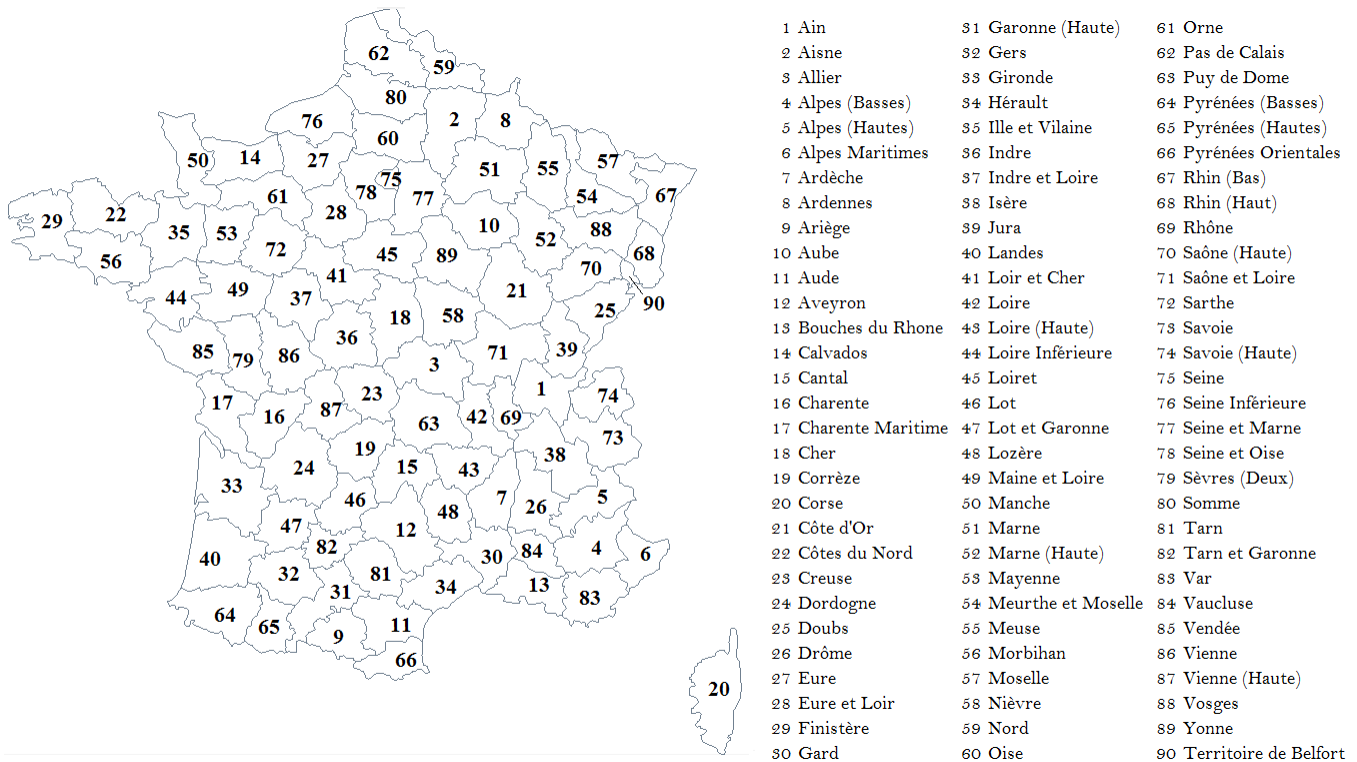 62
59
80
76
2
8
60
50
14
27
51
55
57
75
78
77
54
67
61
28
29
22
10
35
53
52
88
72
68
56
45
89
70
41
49
37
21
44
90
25
18
58
36
85
79
86
71
39
3
1
23
74
17
16
87
42
69
63
73
19
38
24
15
43
33
46
7
26
5
48
47
12
82
40
30
84
4
6
32
81
31
34
13
83
64
65
9
11
66
20
1 Ain
2 Aisne
3 Allier
4 Alpes (Basses)
5 Alpes (Hautes)
6 Alpes Maritimes
7 Ardèche
8 Ardennes
9 Ariège
10 Aube
11 Aude
12 Aveyron
13 Bouches du Rhone
14 Calvados
15 Cantal
16 Charente
17 Charente Maritime
18 Cher
19 Corrèze
20 Corse
21 Côte d'Or
22 Côtes du Nord
23 Creuse
24 Dordogne
25 Doubs
26 Drôme
27 Eure
28 Eure et Loir
29 Finistère
30 Gard
31 Garonne (Haute)
32 Gers
33 Gironde
34 Hérault
35 Ille et Vilaine
36 Indre
37 Indre et Loire
38 Isère
39 Jura
40 Landes
41 Loir et Cher
42 Loire
43 Loire (Haute)
44 Loire Inférieure
45 Loiret
46 Lot
47 Lot et Garonne
48 Lozère
49 Maine et Loire
50 Manche
51 Marne
52 Marne (Haute)
53 Mayenne
54 Meurthe et Moselle
55 Meuse
56 Morbihan
57 Moselle
58 Nièvre
59 Nord
60 Oise
61 Orne
62 Pas de Calais
63 Puy de Dome
64 Pyrénées (Basses)
65 Pyrénées (Hautes)
66 Pyrénées Orientales
67 Rhin (Bas)
68 Rhin (Haut)
69 Rhône
70 Saône (Haute)
71 Saône et Loire
72 Sarthe
73 Savoie
74 Savoie (Haute)
75 Seine
76 Seine Inférieure
77 Seine et Marne
78 Seine et Oise
79 Sèvres (Deux)
80 Somme
81 Tarn
82 Tarn et Garonne
83 Var
84 Vaucluse
85 Vendée
86 Vienne
87 Vienne (Haute)
88 Vosges
89 Yonne
90 Territoire de Belfort